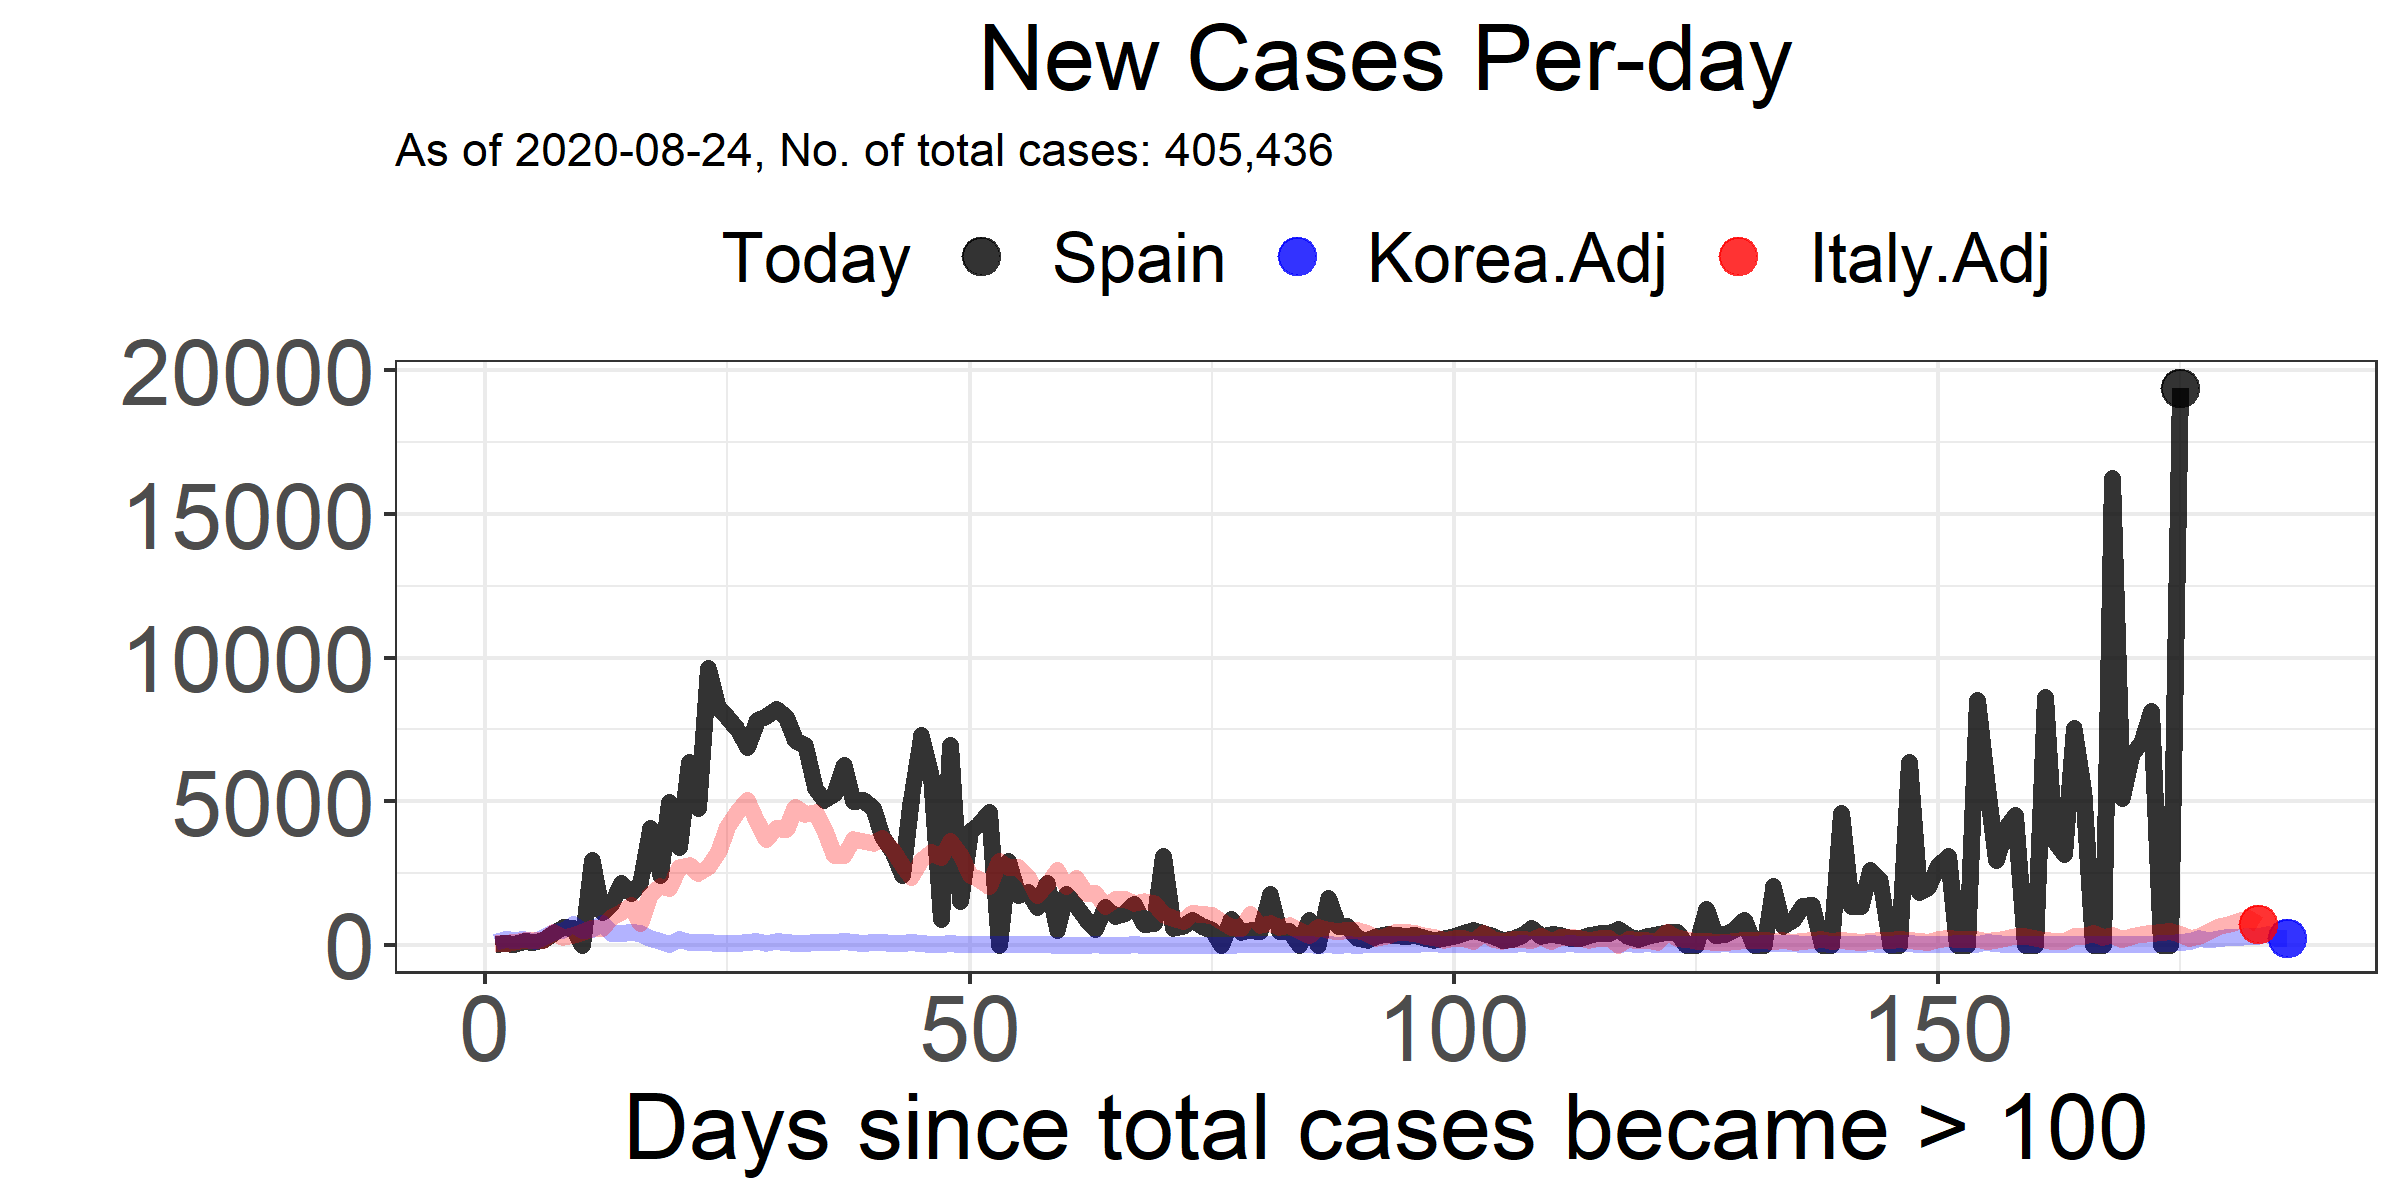 New Cases Per-day
As of 2020-08-24, No. of total cases: 405,436
Today Spain Korea.Adj Italy.Adj
20000
15000
10000
5000
0
0 50 100 150
Days since total cases became > 100